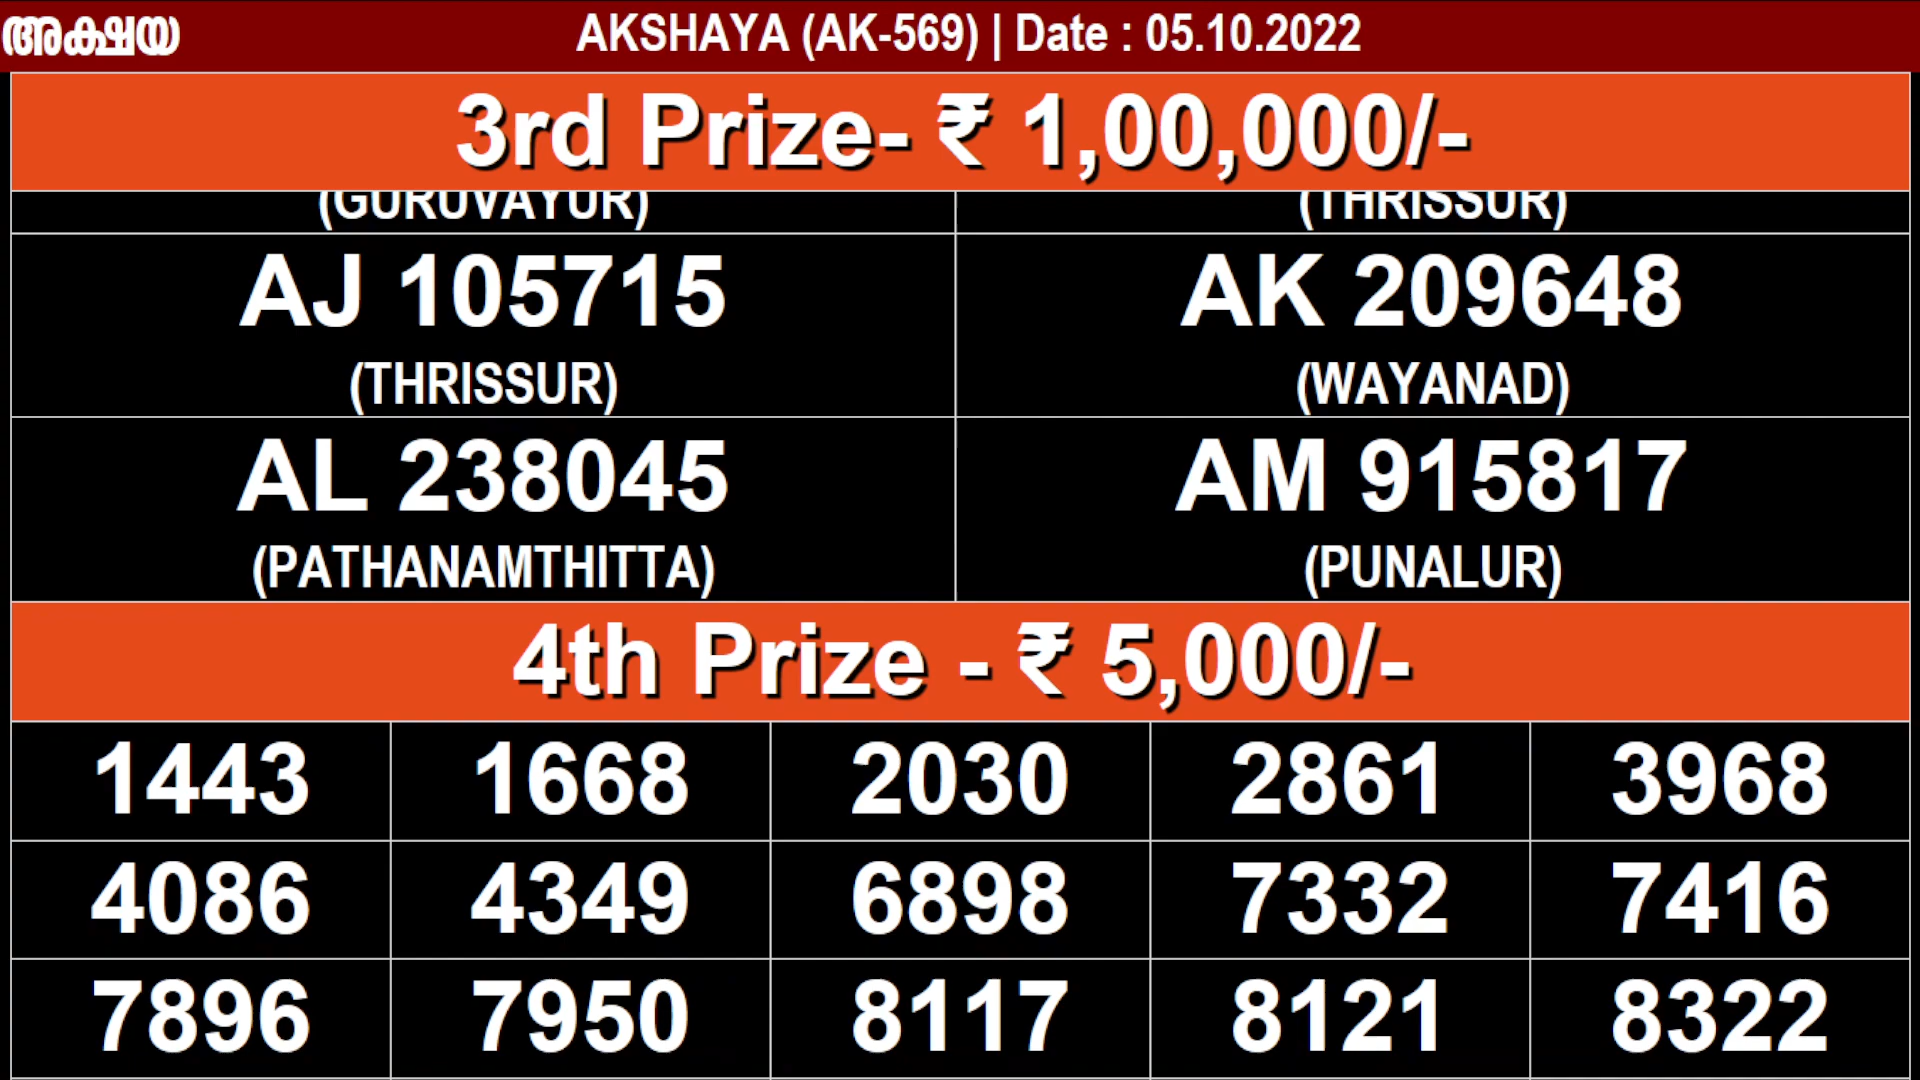 അക്ഷയ
AKSHAYA (AK-569) | Date : 05.10.2022
3rd Prize- ₹ 1,00,000/-
(GURUVAYUR) (THRISSUR)
AJ 105715 AK 209648
(THRISSUR) (WAYANAD)
AL 238045 AM 915817
(PATHANAMTHITTA) (PUNALUR)
4th Prize - ₹ 5,000/-
1443 1668 2030 2861 3968
4086 4349 6898 7332 7416
7896 7950 8117 8121 8322